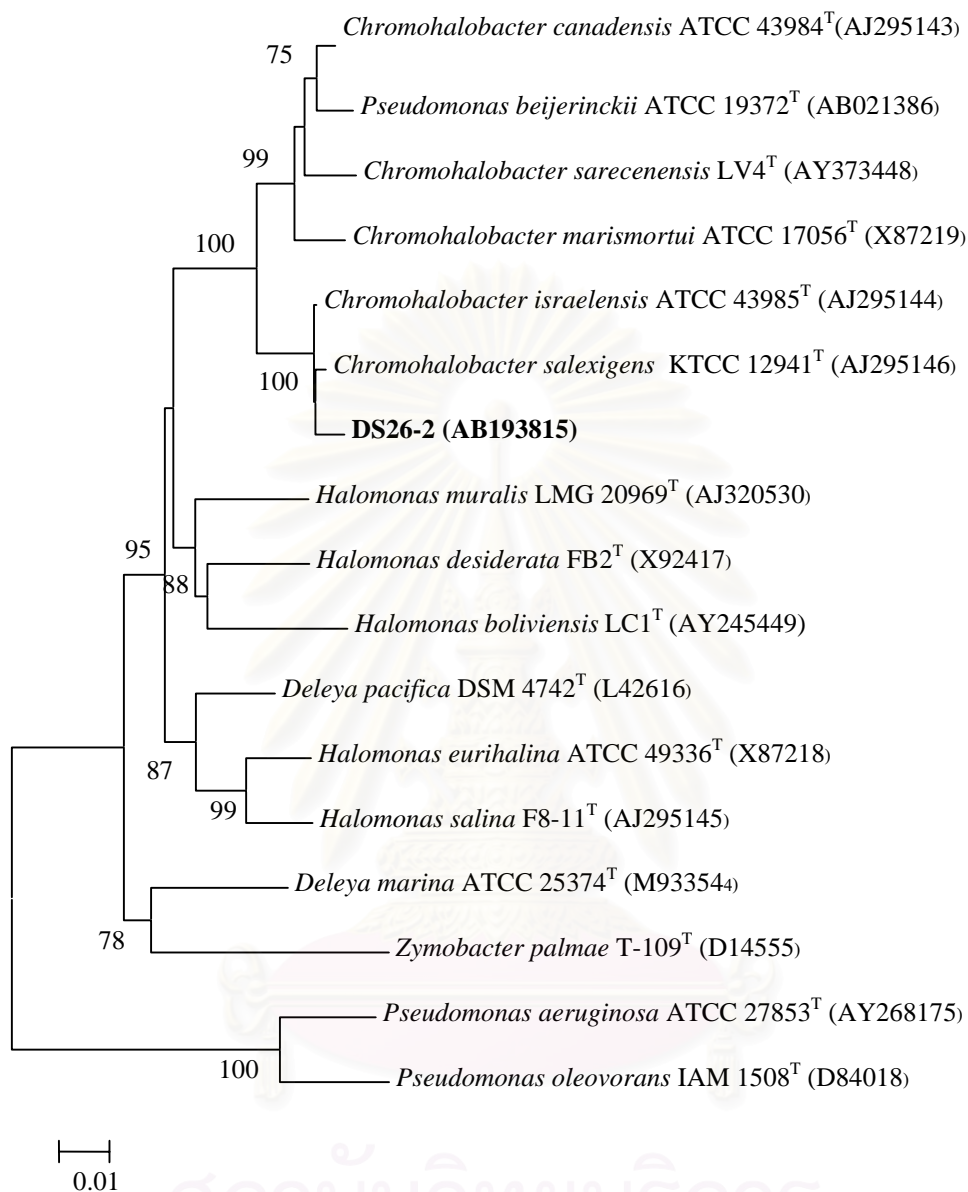 Chromohalobacter canadensis ATCC 43984T(AJ295143)
75
Pseudomonas beijerinckii ATCC 19372T (AB021386)
99
Chromohalobacter sarecenensis LV4T (AY373448)
100
Chromohalobacter marismortui ATCC 17056T (X87219)
Chromohalobacter israelensis ATCC 43985T (AJ295144)
Chromohalobacter salexigens KTCC 12941T (AJ295146)
100
DS26-2 (AB193815)
Halomonas muralis LMG 20969T (AJ320530)
95
Halomonas desiderata FB2T (X92417)
88
Halomonas boliviensis LC1T (AY245449)
Deleya pacifica DSM 4742T (L42616)
Halomonas eurihalina ATCC 49336T (X87218)
87
99
Halomonas salina F8-11T (AJ295145)
Deleya marina ATCC 25374T (M933544)
78
Zymobacter palmae T-109T (D14555)
Pseudomonas aeruginosa ATCC 27853T (AY268175)
100
Pseudomonas oleovorans IAM 1508T (D84018)
0.01